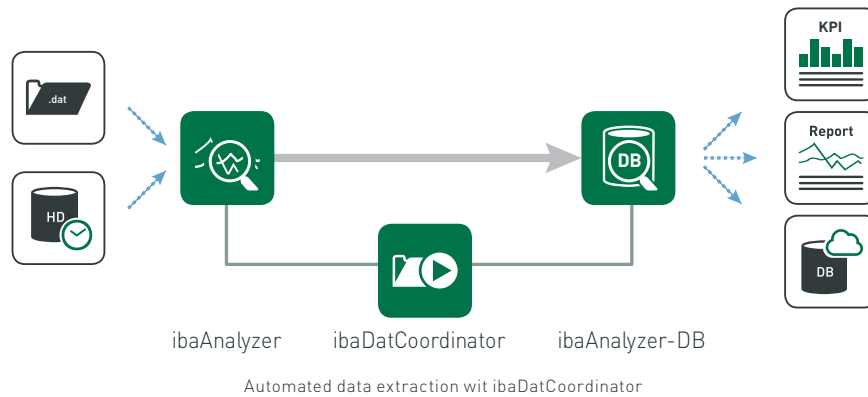 KPI
.dat
Report
DB
HD
DB
ibaAnalyzer
ibaDatCoordinator
ibaAnalyzer-DB
Automated data extraction wit ibaDatCoordinator